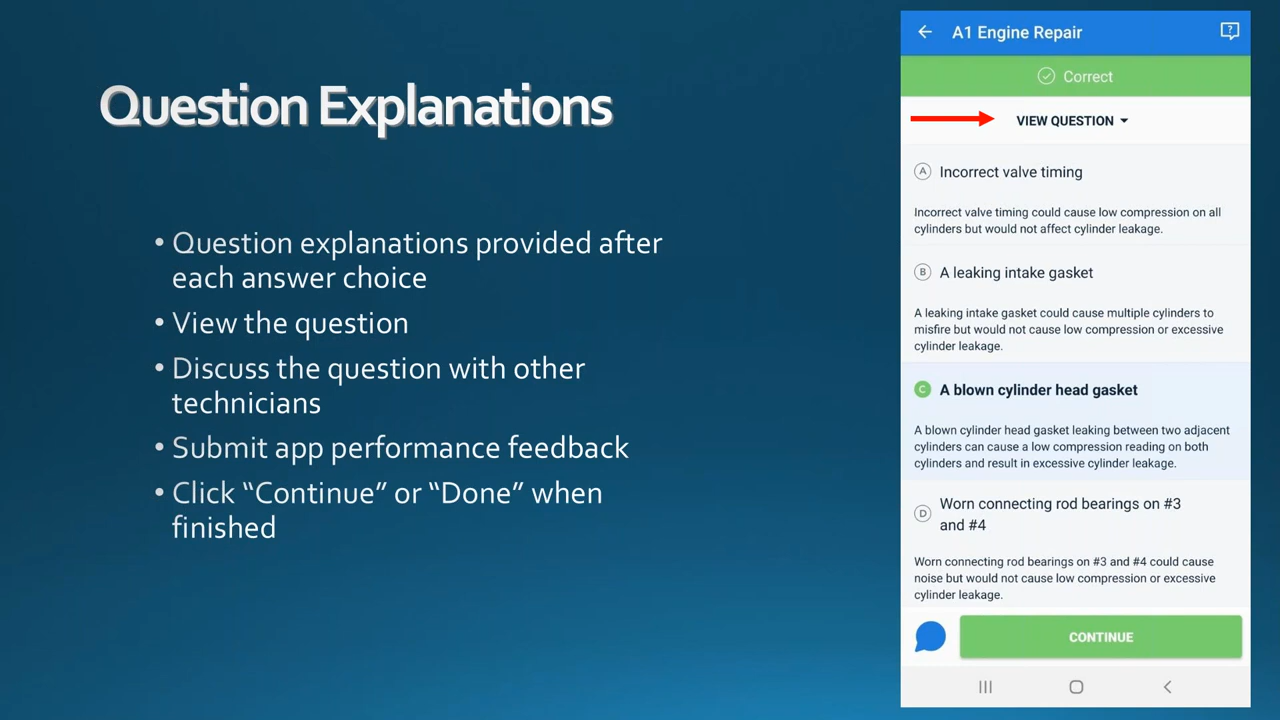 Question Explanations
• Question explanations provided after
each answer choice
• View the question
• Discuss the question with other
technicians
• Submit app performance feedback
• Click “Continue” or “Done” when
finished
A1 Engine Repair
?
Correct
VIEW QUESTION
A Incorrect valve timing
Incorrect valve timing could cause low compression on all
cylinders but would not affect cylinder leakage.
B A leaking intake gasket
A leaking intake gasket could cause multiple cylinders to
misfire but would not cause low compression or excessive
cylinder leakage.
C A blown cylinder head gasket
A blown cylinder head gasket leaking between two adjacent
cylinders can cause a low compression reading on both
cylinders and result in excessive cylinder leakage.
D Worn connecting rod bearings on #3
and #4
Worn connecting rod bearings on #3 and #4 could cause
noise but would not cause low compression or excessive
cylinder leakage.
CONTINUE